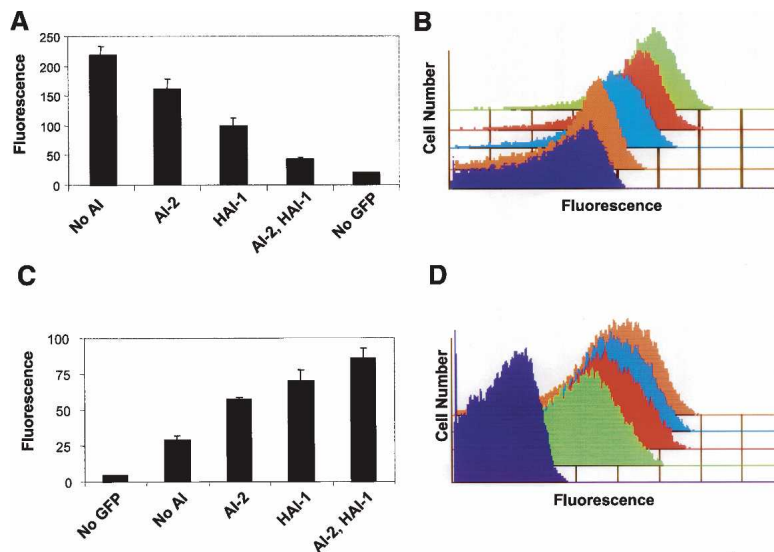 A
Fluorescence
250
200
150
100
50
0
No AI
AI-2
HAI-1
AI-2, HAI-1
No GFP
B
Cell Number
Fluorescence
C
Fluorescence
100
75
50
25
0
No GFP
No AI
AI-2
HAI-1
AI-2, HAI-1
D
Cell Number
Fluorescence